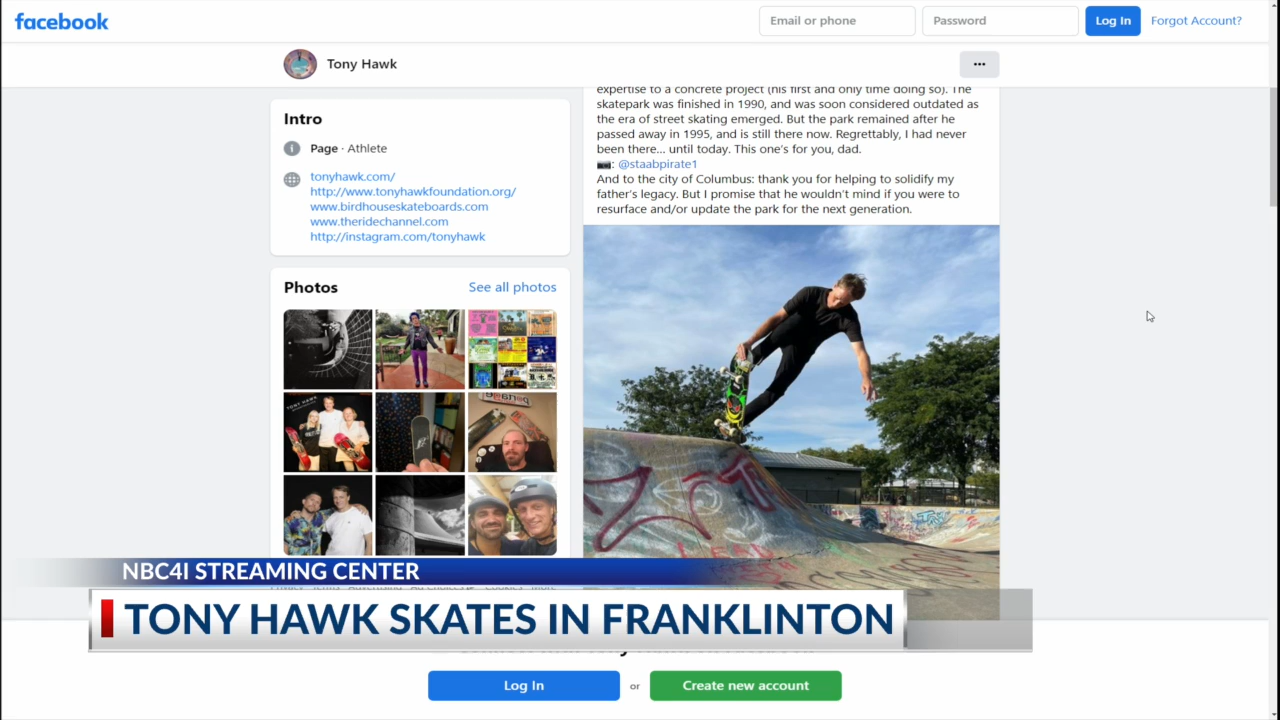 facebook
Email or phone
Password
Log In
Forgot Account?
Tony Hawk
expertise to a concrete project (his first and only time doing so). The
skatepark was finished in 1990, and was soon considered outdated as
the era of street skating emerged. But the park remained after he
passed away in 1995, and is still there now. Regrettably, I had never
been there... until today. This one's for you, dad.
📷: @staabpirate1
And to the city of Columbus: thank you for helping to solidify my
father's legacy. But I promise that he wouldn't mind if you were to
resurface and/or update the park for the next generation.
Intro
Page · Athlete
tonyhawk.com/
http://www.tonyhawkfoundation.org/
www.birdhouseskateboards.com
www.theridechannel.com
http://instagram.com/tonyhawk
Photos
See all photos
NBC4I STREAMING CENTER
TONY HAWK SKATES IN FRANKLINTON
Log In
or
Create new account